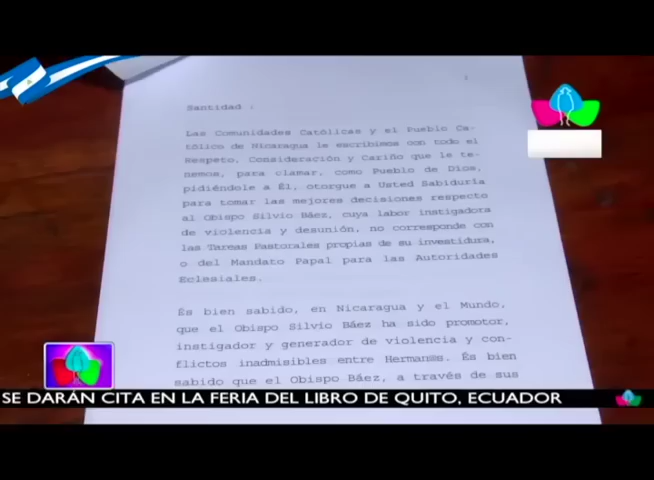 1
Santidad :
Las Comunidades Católicas y el Pueblo Ca-
tólico de Nicaragua le escribimos con todo el
Respeto, Consideración y Cariño que le te-
nemos, para clamar, como Pueblo de Dios,
pidiéndole a Él, otorgue a Usted Sabiduría
para tomar las mejores decisiones respecto
al Obispo Silvio Báez, cuya labor instigadora
de violencia y desunión, no corresponde con
las Tareas Pastorales propias de su investidura,
o del Mandato Papal para las Autoridades
Eclesiales.
És bien sabido, en Nicaragua y el Mundo,
que el Obispo Silvio Báez ha sido promotor,
instigador y generador de violencia y con-
flictos inadmisibles entre Herman@s. És bien
sabido que el Obispo Báez, a través de sus
SE DARÁN CITA EN LA FERIA DEL LIBRO DE QUITO, ECUADOR